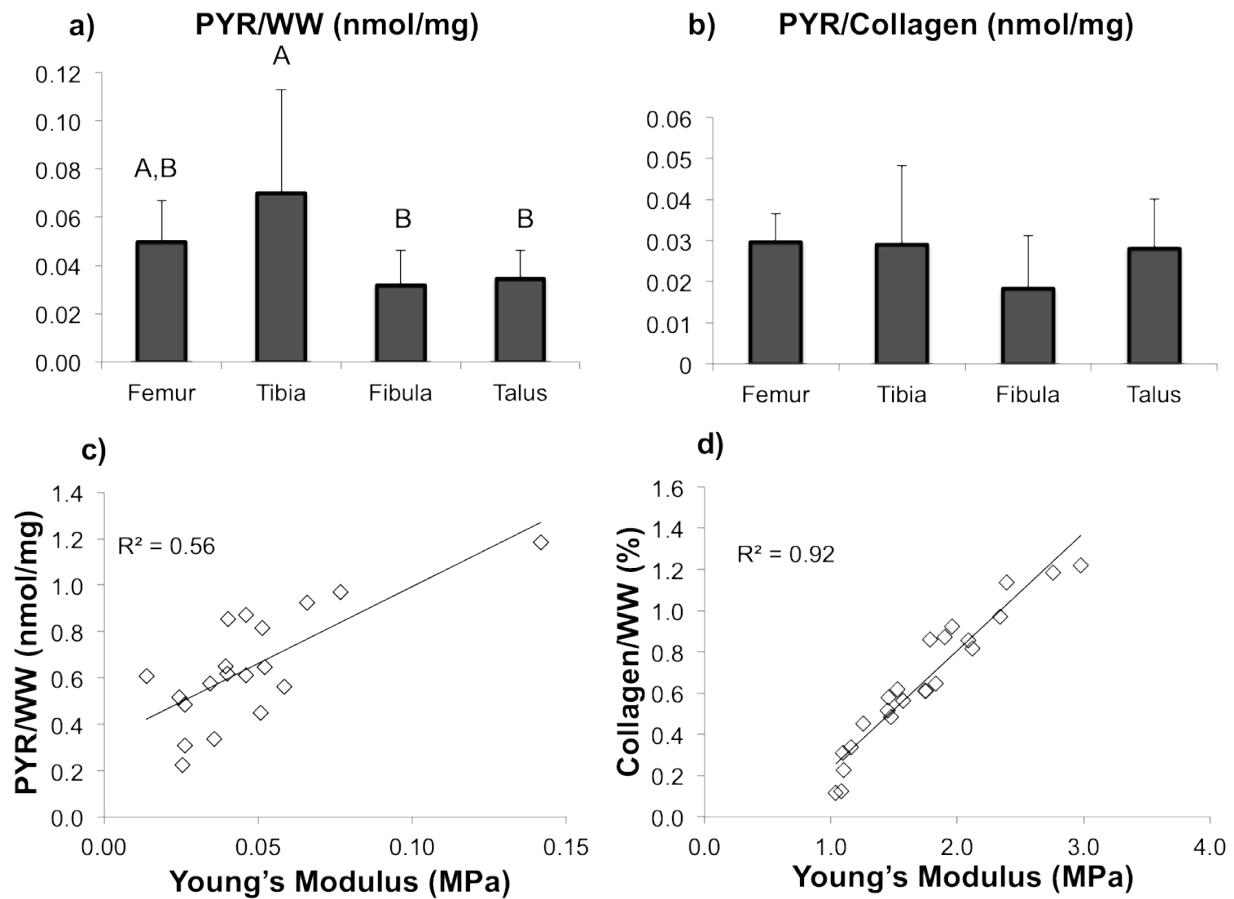 a) PYR/WW (nmol/mg)
A
0.12
0.10
0.08
A,B
0.06
B
B
0.04
0.02
0.00
Femur Tibia Fibula Talus
b) PYR/Collagen (nmol/mg)
0.06
0.05
0.04
0.03
0.02
0.01
0
Femur Tibia Fibula Talus
c)
PYR/WW (nmol/mg)
1.4
1.2
1.0
0.8
0.6
0.4
0.2
0.0
R² = 0.56
0.00 0.05 0.10 0.15
Young's Modulus (MPa)
d)
Collagen/WW (%)
1.6
1.4
1.2
1.0
0.8
0.6
0.4
0.2
0.0
R² = 0.92
0.0 1.0 2.0 3.0 4.0
Young's Modulus (MPa)